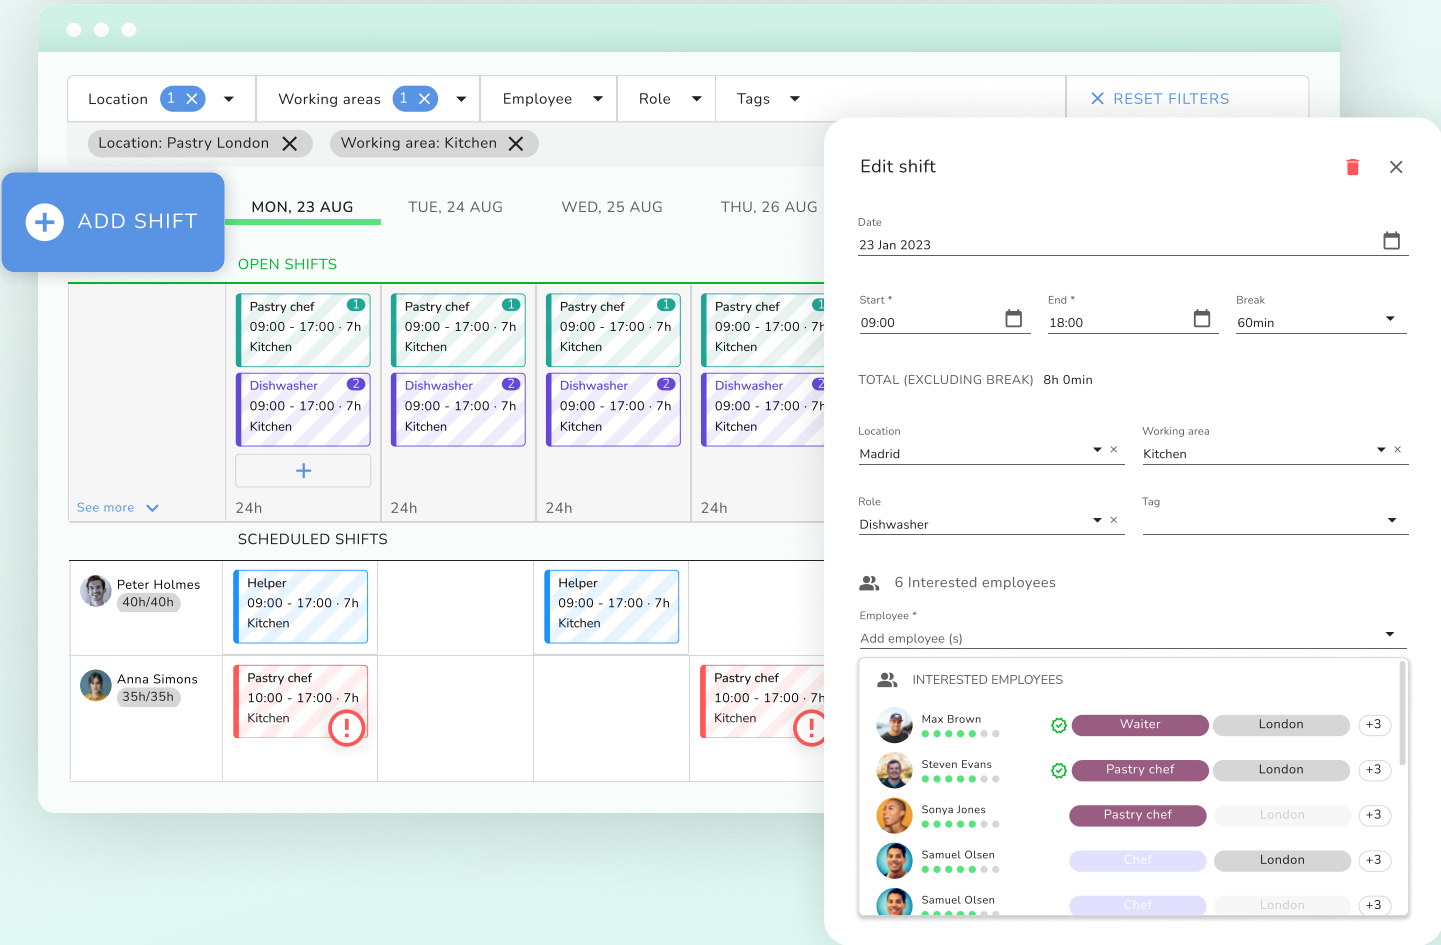 Location 1 Working areas 1 Employee Role Tags RESET FILTERS
Location: Pastry London Working area: Kitchen
ADD SHIFT
MON, 23 AUG TUE, 24 AUG WED, 25 AUG THU, 26 AUG
OPEN SHIFTS
Pastry chef 1 Pastry chef 1 Pastry chef 1 Pastry chef 1
09:00 - 17:00 · 7h 09:00 - 17:00 · 7h 09:00 - 17:00 · 7h 09:00 - 17:00 · 7h
Kitchen Kitchen Kitchen Kitchen
Dishwasher 2 Dishwasher 2 Dishwasher 2 Dishwasher 2
09:00 - 17:00 · 7h 09:00 - 17:00 · 7h 09:00 - 17:00 · 7h 09:00 - 17:00 · 7h
Kitchen Kitchen Kitchen Kitchen
See more 24h 24h 24h 24h
SCHEDULED SHIFTS
Peter Holmes
40h/40h
Helper Helper
09:00 - 17:00 · 7h 09:00 - 17:00 · 7h
Kitchen Kitchen
Anna Simons
35h/35h
Pastry chef Pastry chef
10:00 - 17:00 · 7h 10:00 - 17:00 · 7h
Kitchen Kitchen
Edit shift
Date
23 Jan 2023
Start * End * Break
09:00 18:00 60min
TOTAL (EXCLUDING BREAK) 8h 0min
Location Working area
Madrid Kitchen
Role Tag
Dishwasher
6 Interested employees
Employee *
Add employee (s)
INTERESTED EMPLOYEES
Max Brown Waiter London +3
Steven Evans Pastry chef London +3
Sonya Jones Pastry chef London +3
Samuel Olsen Chef London +3
Samuel Olsen Chef London +3